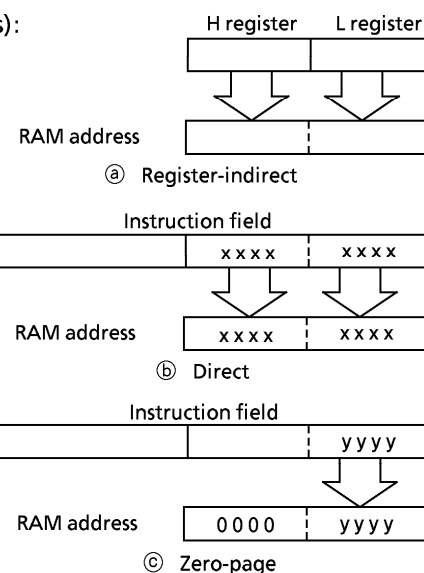 s):
H register L register
RAM address
ⓐ Register-indirect
Instruction field
x x x x x x x x
RAM address x x x x x x x x
ⓑ Direct
Instruction field
y y y y
RAM address 0 0 0 0 y y y y
ⓒ Zero-page